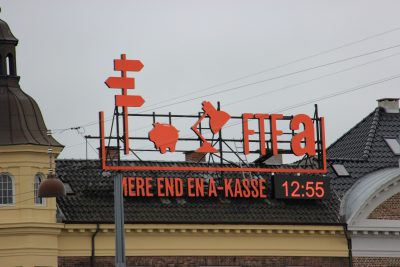 FTFa
MERE END EN A-KASSE 12:55